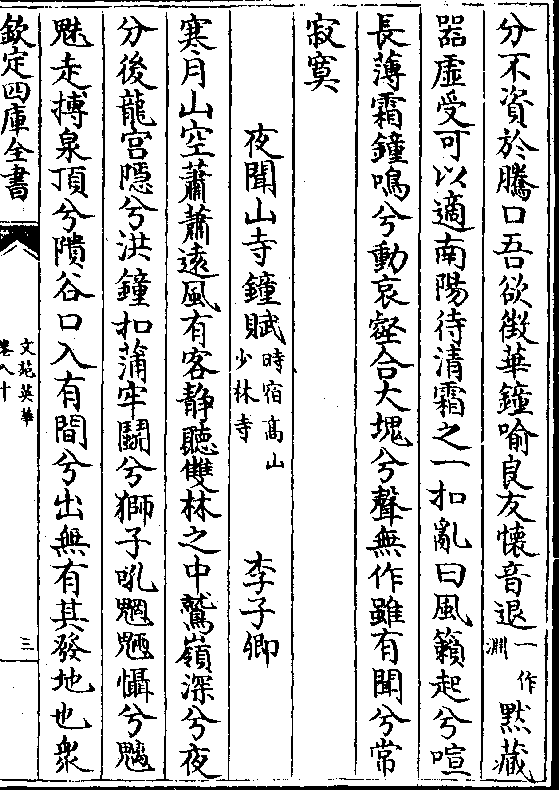 分不資於騰口吾欲徵華鐘喻良友懷音退一作淵默藏
器虛受可以適南陽待清霜之一扣亂曰風籟起兮喧
長薄霜鐘鳴兮動哀壑合大塊兮聲無作雖有聞兮常
寂寞
夜聞山寺鐘賦時宿高山少林寺 李子卿
寒月山空蕭蕭遠風有客靜聽雙林之中鷲嶺深兮夜
分後龍宮隱兮洪鐘扣蒲牢鬭兮獅子吼魍魎懾兮魑
魅走摶泉頂兮隤谷口入有間兮出無有其發地也衆
欽定四庫全書
文苑英華
卷八十
三